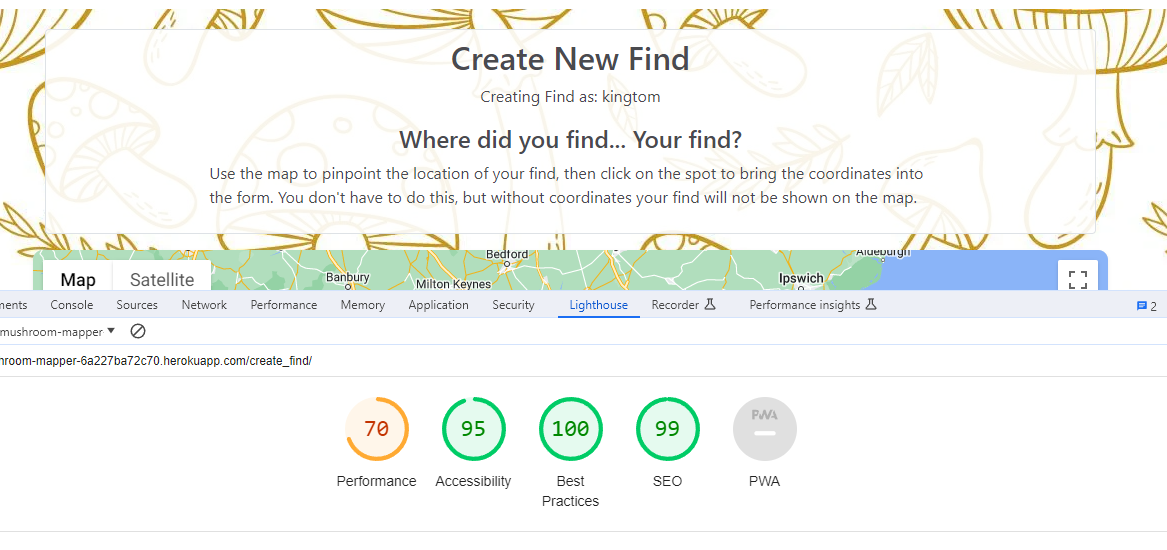 Create New Find
Creating Find as: kingtom
Where did you find... Your find?
Use the map to pinpoint the location of your find, then click on the spot to bring the coordinates into
the form. You don't have to do this, but without coordinates your find will not be shown on the map.
Bedford
Aldeburgh
Map Satellite
Banbury
Milton Keynes
Ipswich
ments Console Sources Network Performance Memory Application Security Lighthouse Recorder Performance insights 2
mushroom-mapper
hroom-mapper-6a227ba72c70.herokuapp.com/create_find/
70 95 100 99 PWA
Performance Accessibility Best Practices SEO PWA